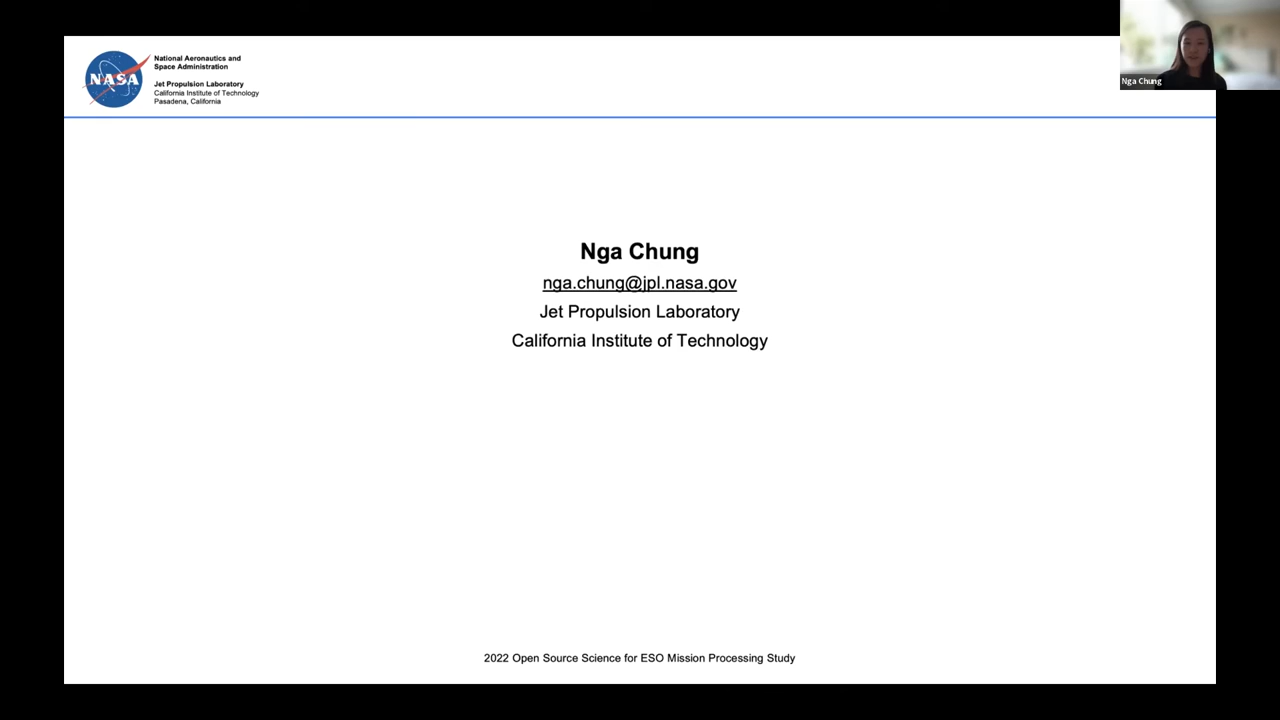 NASA
National Aeronautics and
Space Administration
Jet Propulsion Laboratory
California Institute of Technology
Pasadena, California
Nga Chung
Nga Chung
nga.chung@jpl.nasa.gov
Jet Propulsion Laboratory
California Institute of Technology
2022 Open Source Science for ESO Mission Processing Study